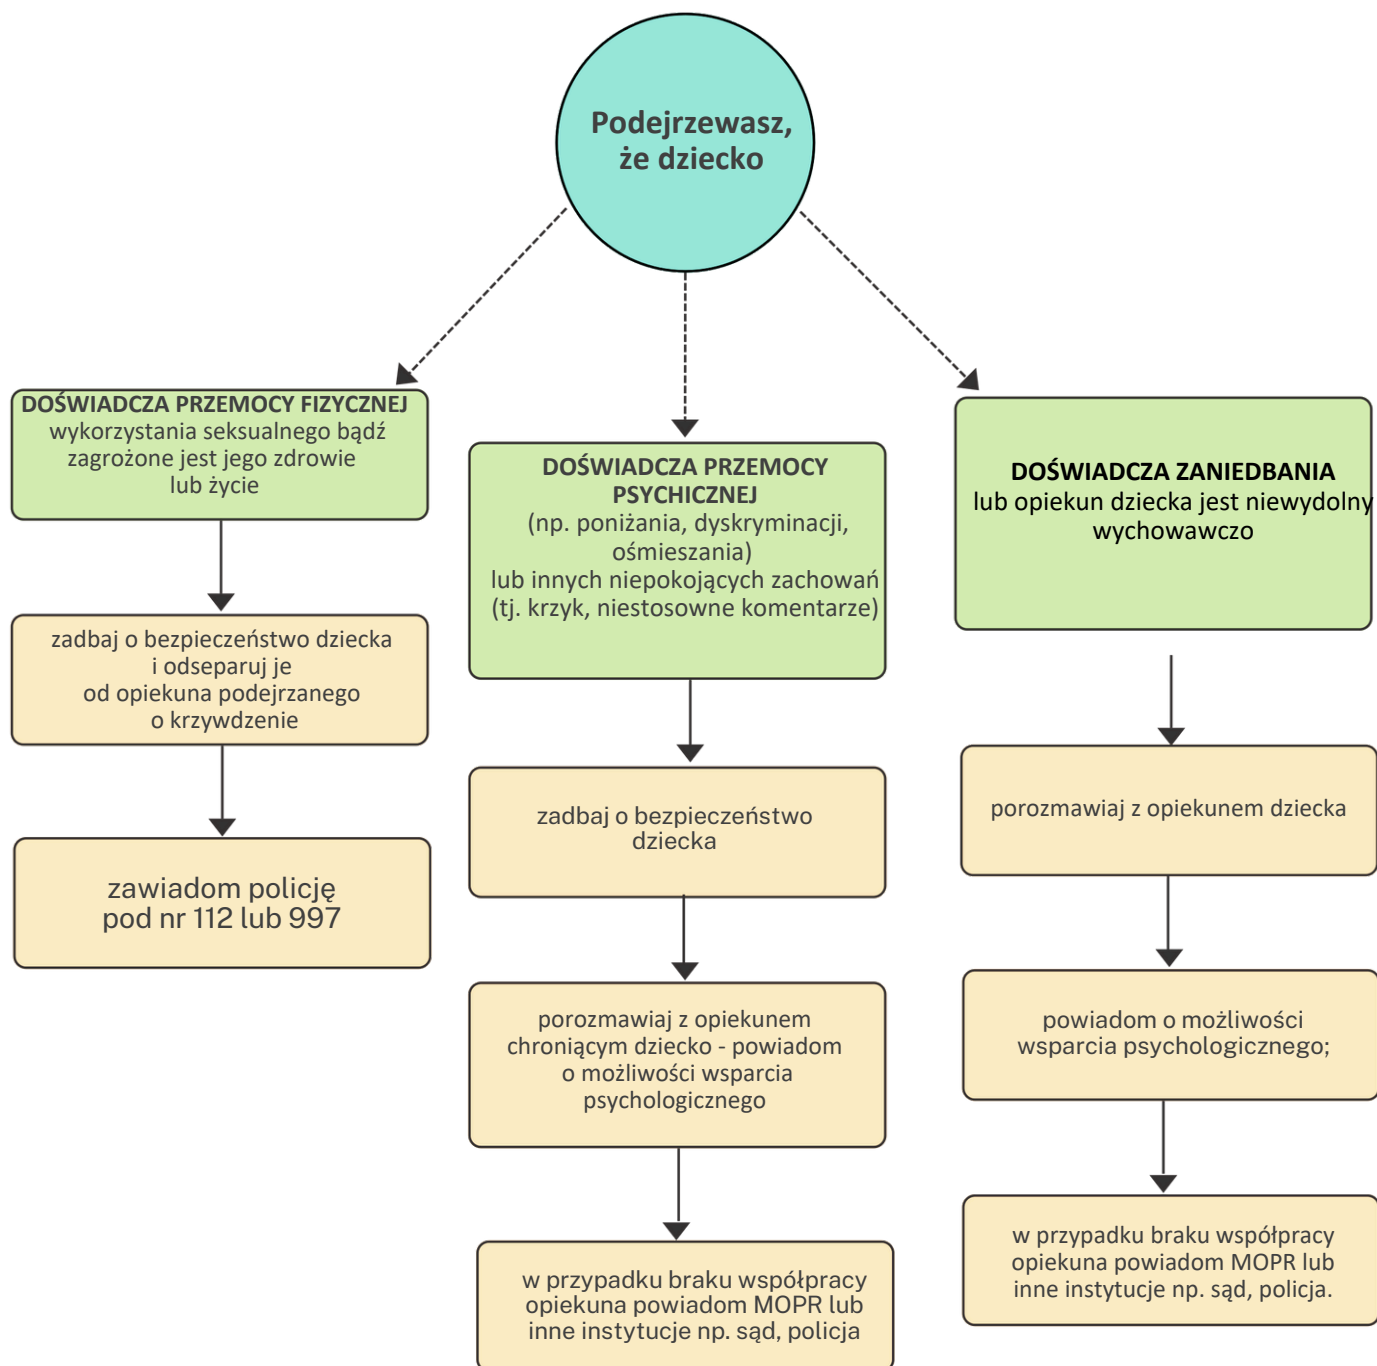 Podejrzewasz,
że dziecko
DOŚWIADCZA PRZEMOCY FIZYCZNEJ
wykorzystania seksualnego bądź
zagrożone jest jego zdrowie
lub życie
zadbaj o bezpieczeństwo dziecka
i odseparuj je
od opiekuna podejrzanego
o krzywdzenie
zawiadom policję
pod nr 112 lub 997
DOŚWIADCZA PRZEMOCY
PSYCHICZNEJ
(np. poniżania, dyskryminacji,
ośmieszania)
lub innych niepokojących zachowań
(tj. krzyk, niestosowne komentarze)
zadbaj o bezpieczeństwo
dziecka
porozmawiaj z opiekunem
chroniącym dziecko - powiadom
o możliwości wsparcia
psychologicznego
w przypadku braku współpracy
opiekuna powiadom MOPR lub
inne instytucje np. sąd, policja
DOŚWIADCZA ZANIEDBANIA
lub opiekun dziecka jest niewydolny
wychowawczo
porozmawiaj z opiekunem dziecka
powiadom o możliwości
wsparcia psychologicznego;
w przypadku braku współpracy
opiekuna powiadom MOPR lub
inne instytucje np. sąd, policja.